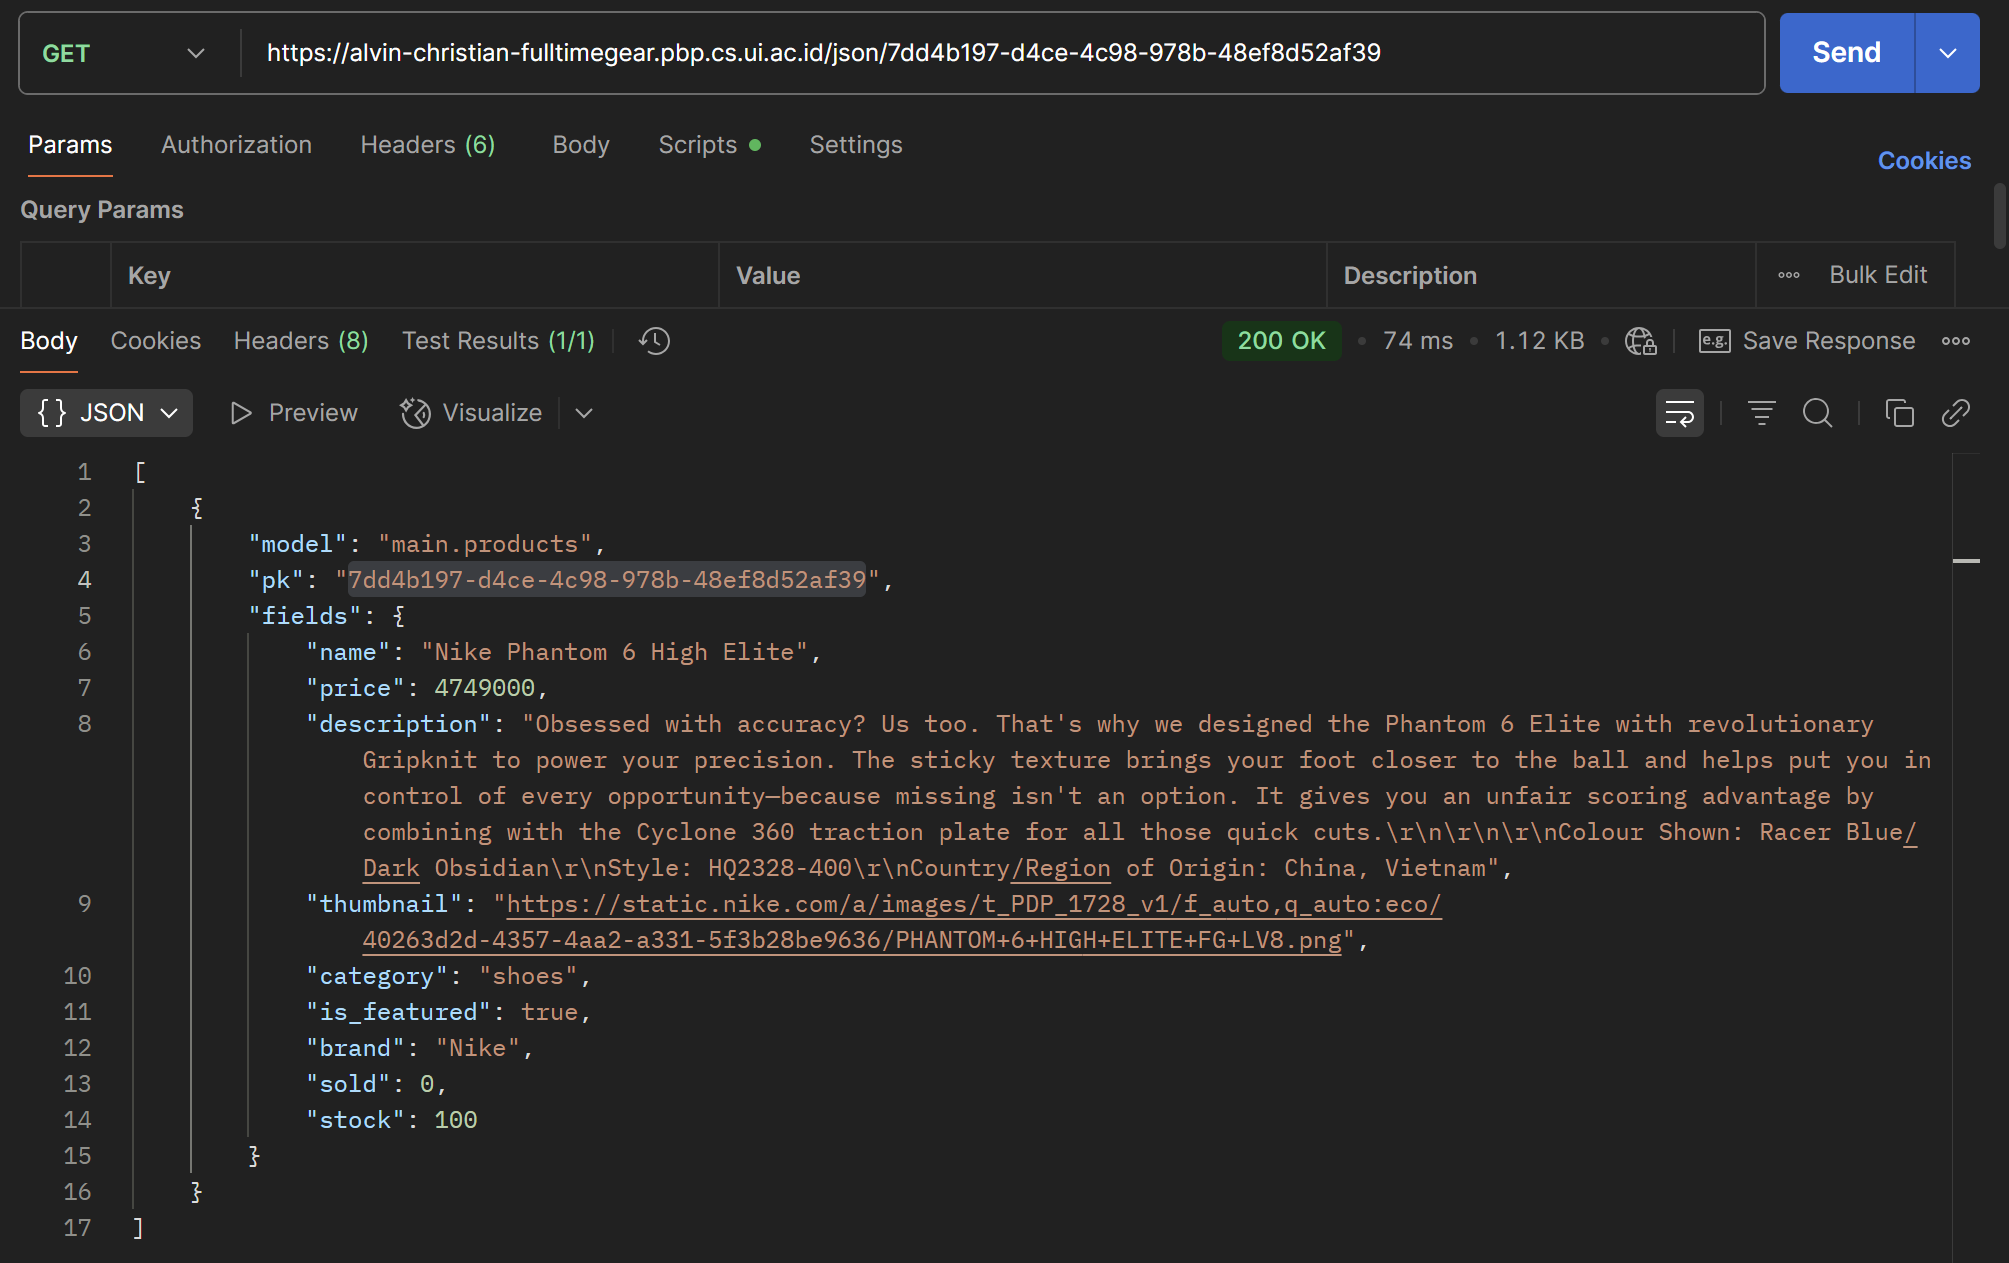 GET https://alvin-christian-fulltimegear.pbp.cs.ui.ac.id/json/7dd4b197-d4ce-4c98-978b-48ef8d52af39 Send
Params Authorization Headers (6) Body Scripts Settings
Cookies
Query Params
Key Value Description Bulk Edit
Body Cookies Headers (8) Test Results (1/1) 200 OK 74 ms 1.12 KB e.g. Save Response
{} JSON Preview Visualize
1 [
2 {
3 "model": "main.products",
4 "pk": "7dd4b197-d4ce-4c98-978b-48ef8d52af39",
5 "fields": {
6 "name": "Nike Phantom 6 High Elite",
7 "price": 4749000,
8 "description": "Obsessed with accuracy? Us too. That's why we designed the Phantom 6 Elite with revolutionary
Gripknit to power your precision. The sticky texture brings your foot closer to the ball and helps put you in
control of every opportunity—because missing isn't an option. It gives you an unfair scoring advantage by
combining with the Cyclone 360 traction plate for all those quick cuts.\r\n\r\n\r\nColour Shown: Racer Blue/
Dark Obsidian\r\nStyle: HQ2328-400\r\nCountry/Region of Origin: China, Vietnam",
9 "thumbnail": "https://static.nike.com/a/images/t_PDP_1728_v1/f_auto,q_auto:eco/
40263d2d-4357-4aa2-a331-5f3b28be9636/PHANTOM+6+HIGH+ELITE+FG+LV8.png",
10 "category": "shoes",
11 "is_featured": true,
12 "brand": "Nike",
13 "sold": 0,
14 "stock": 100
15 }
16 }
17 ]